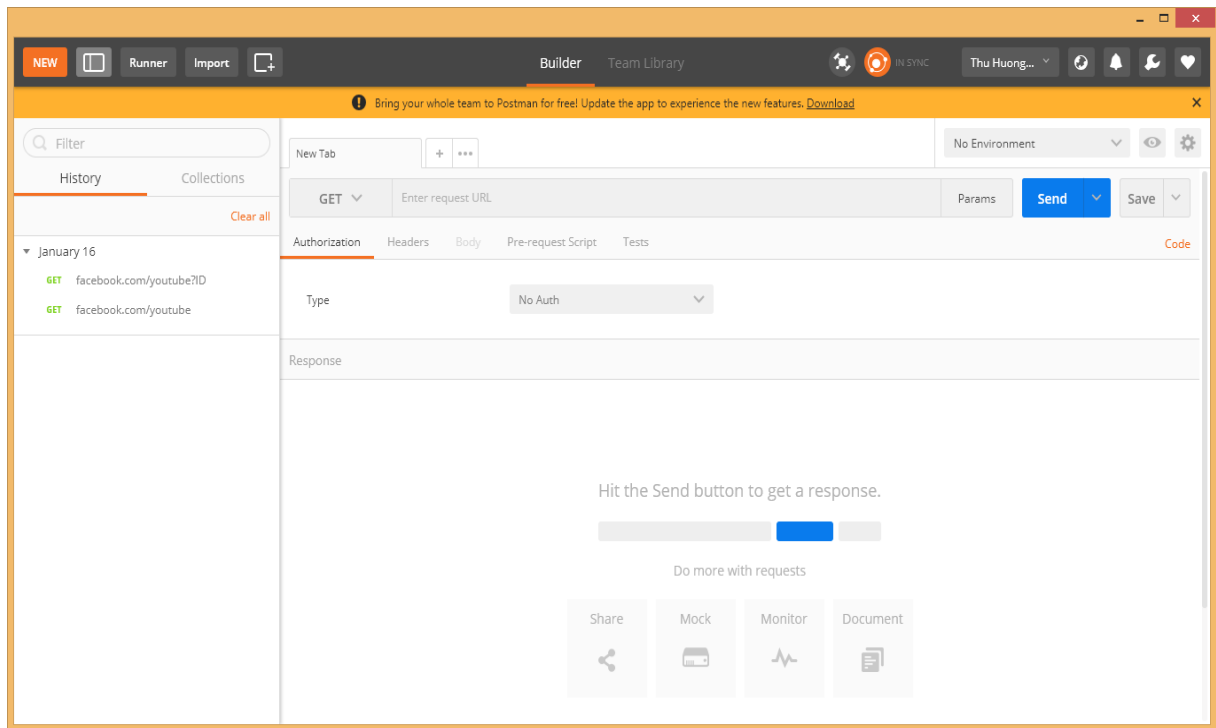 NEW Runner Import Builder Team Library IN SYNC Thu Huong...
Bring your whole team to Postman for free! Update the app to experience the new features. Download
Filter
History Collections
Clear all
January 16
GET facebook.com/youtube?ID
GET facebook.com/youtube
New Tab No Environment
GET Enter request URL Params Send Save
Authorization Headers Body Pre-request Script Tests Code
Type No Auth
Response
Hit the Send button to get a response.
Do more with requests
Share Mock Monitor Document